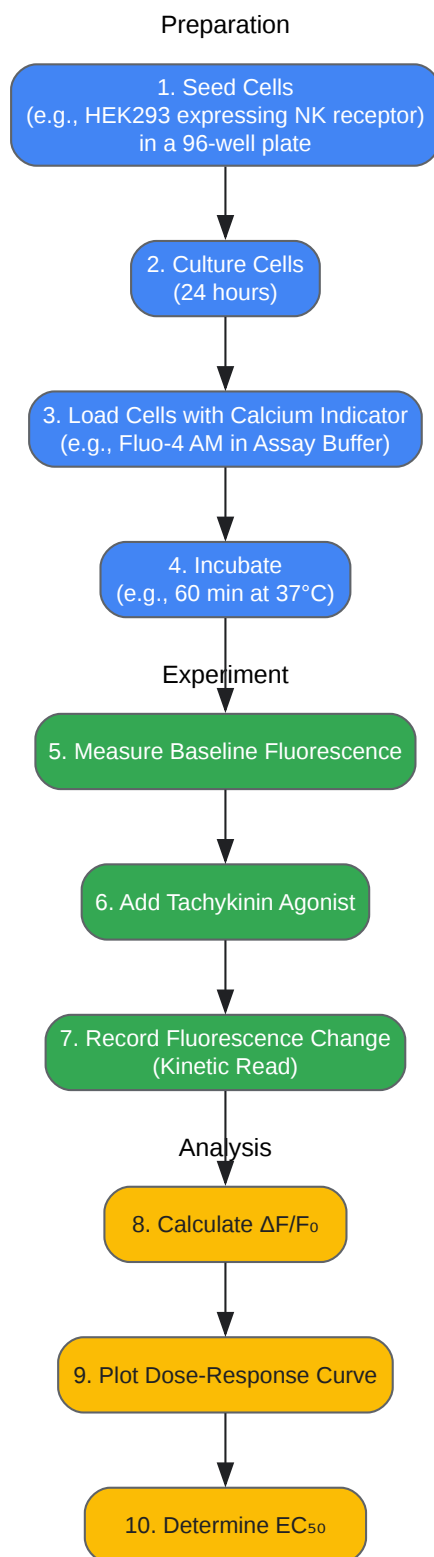 Preparation
1. Seed Cells
(e.g., HEK293 expressing NK receptor)
in a 96-well plate
2. Culture Cells
(24 hours)
3. Load Cells with Calcium Indicator
(e.g., Fluo-4 AM in Assay Buffer)
4. Incubate
(e.g., 60 min at 37°C)
Experiment
5. Measure Baseline Fluorescence
6. Add Tachykinin Agonist
7. Record Fluorescence Change
(Kinetic Read)
Analysis
8. Calculate ΔF/F₀
9. Plot Dose-Response Curve
10. Determine EC₅₀